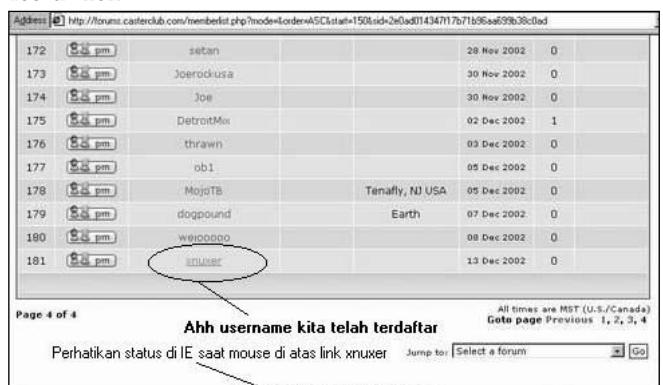 Address http://forums.casterclub.com/memberlist.php?mode=&order=ASC&start=150&sid=2e0ad014347f17b71b96aa699b38c0ad
172 pm setan 28 Nov 2002 0
173 pm Joerockusa 30 Nov 2002 0
174 pm Joe 30 Nov 2002 0
175 pm DetroitMix 02 Dec 2002 1
176 pm thrawn 03 Dec 2002 0
177 pm ob1 05 Dec 2002 0
178 pm MojoTB Tenafly, NJ USA 05 Dec 2002 0
179 pm dogpound Earth 07 Dec 2002 0
180 pm weiooooo 08 Dec 2002 0
181 pm xnuxer 13 Dec 2002 0
Page 4 of 4
All times are MST (U.S./Canada)
Goto page Previous 1, 2, 3, 4
Ahh username kita telah terdaftar
Perhatikan status di IE saat mouse di atas link xnuxer
Jump to: Select a forum Go